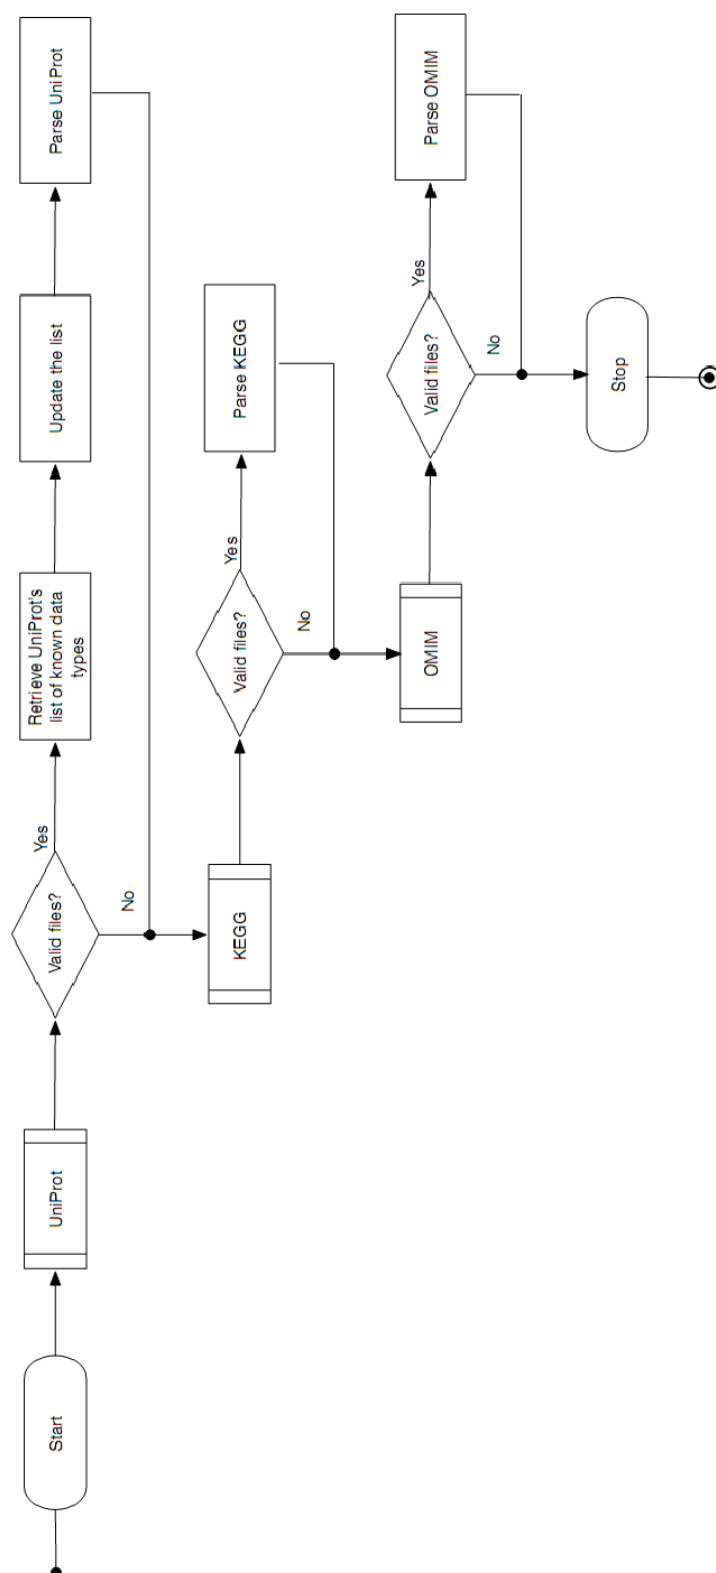 Start
UniProt
Valid files?
Yes
Retrieve UniProt's
list of known data
types
Update the list
Parse UniProt
No
KEGG
Valid files?
Yes
Parse KEGG
No
OMIM
Valid files?
Yes
Parse OMIM
No
Stop